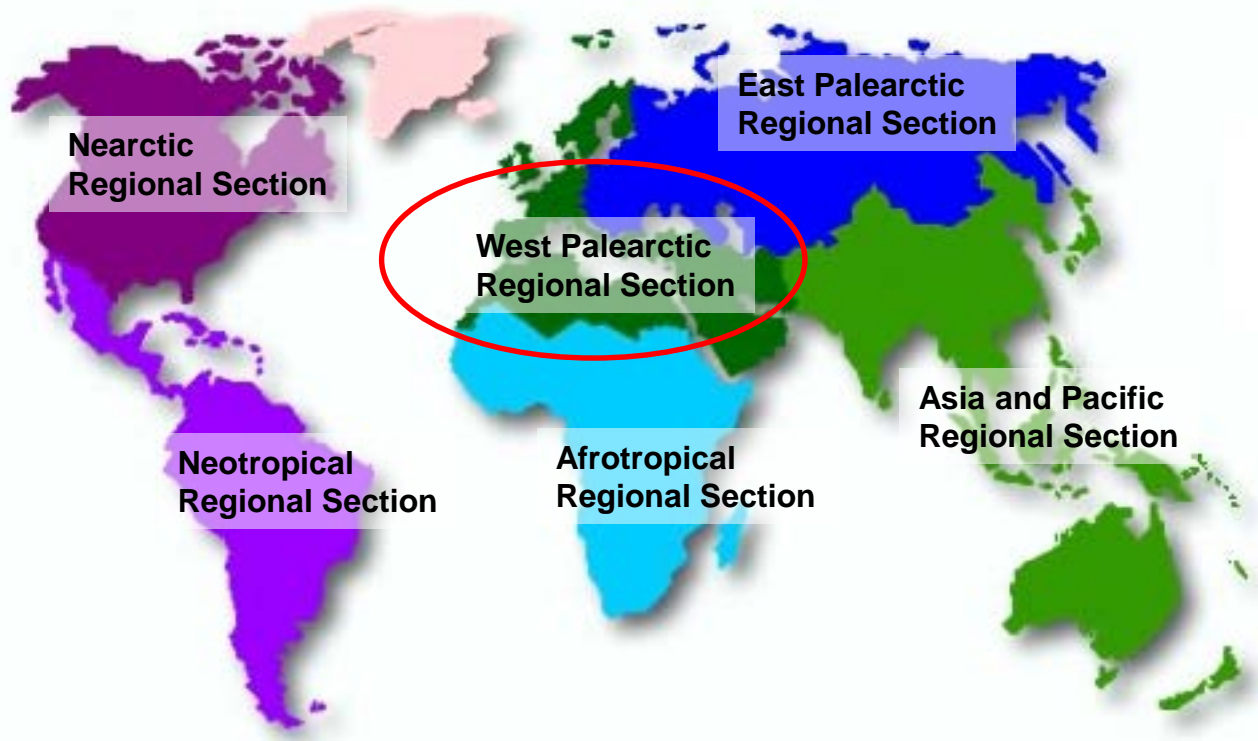 East Palearctic
Regional Section
Nearctic
Regional Section
West Palearctic
Regional Section
Asia and Pacific
Regional Section
Neotropical
Regional Section
Afrotropical
Regional Section